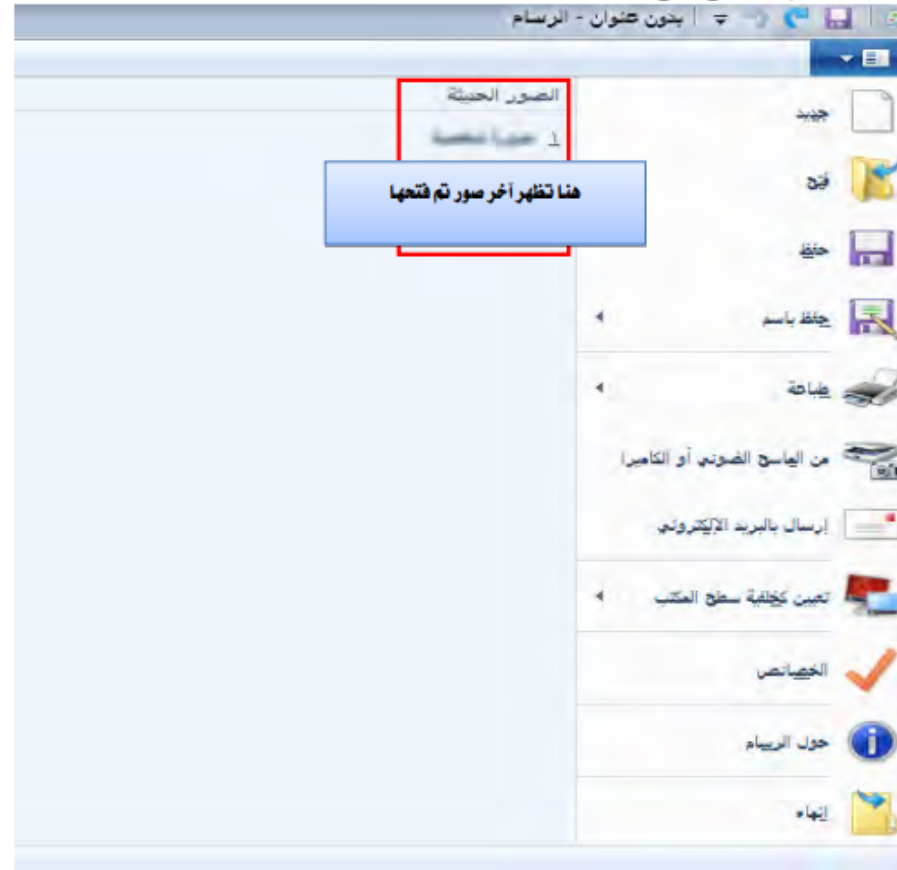 بدون عنوان - الرسام
جديد
فتح
حفظ
حفظ باسم
طباعة
من الماسح الضوئي أو الكاميرا
إرسال بالبريد الإلكتروني
تعيين كخلفية سطح المكتب
الخصائص
حول الرسام
إنهاء
الصور الحديثة
1
هنا تظهر آخر صور تم فتحها